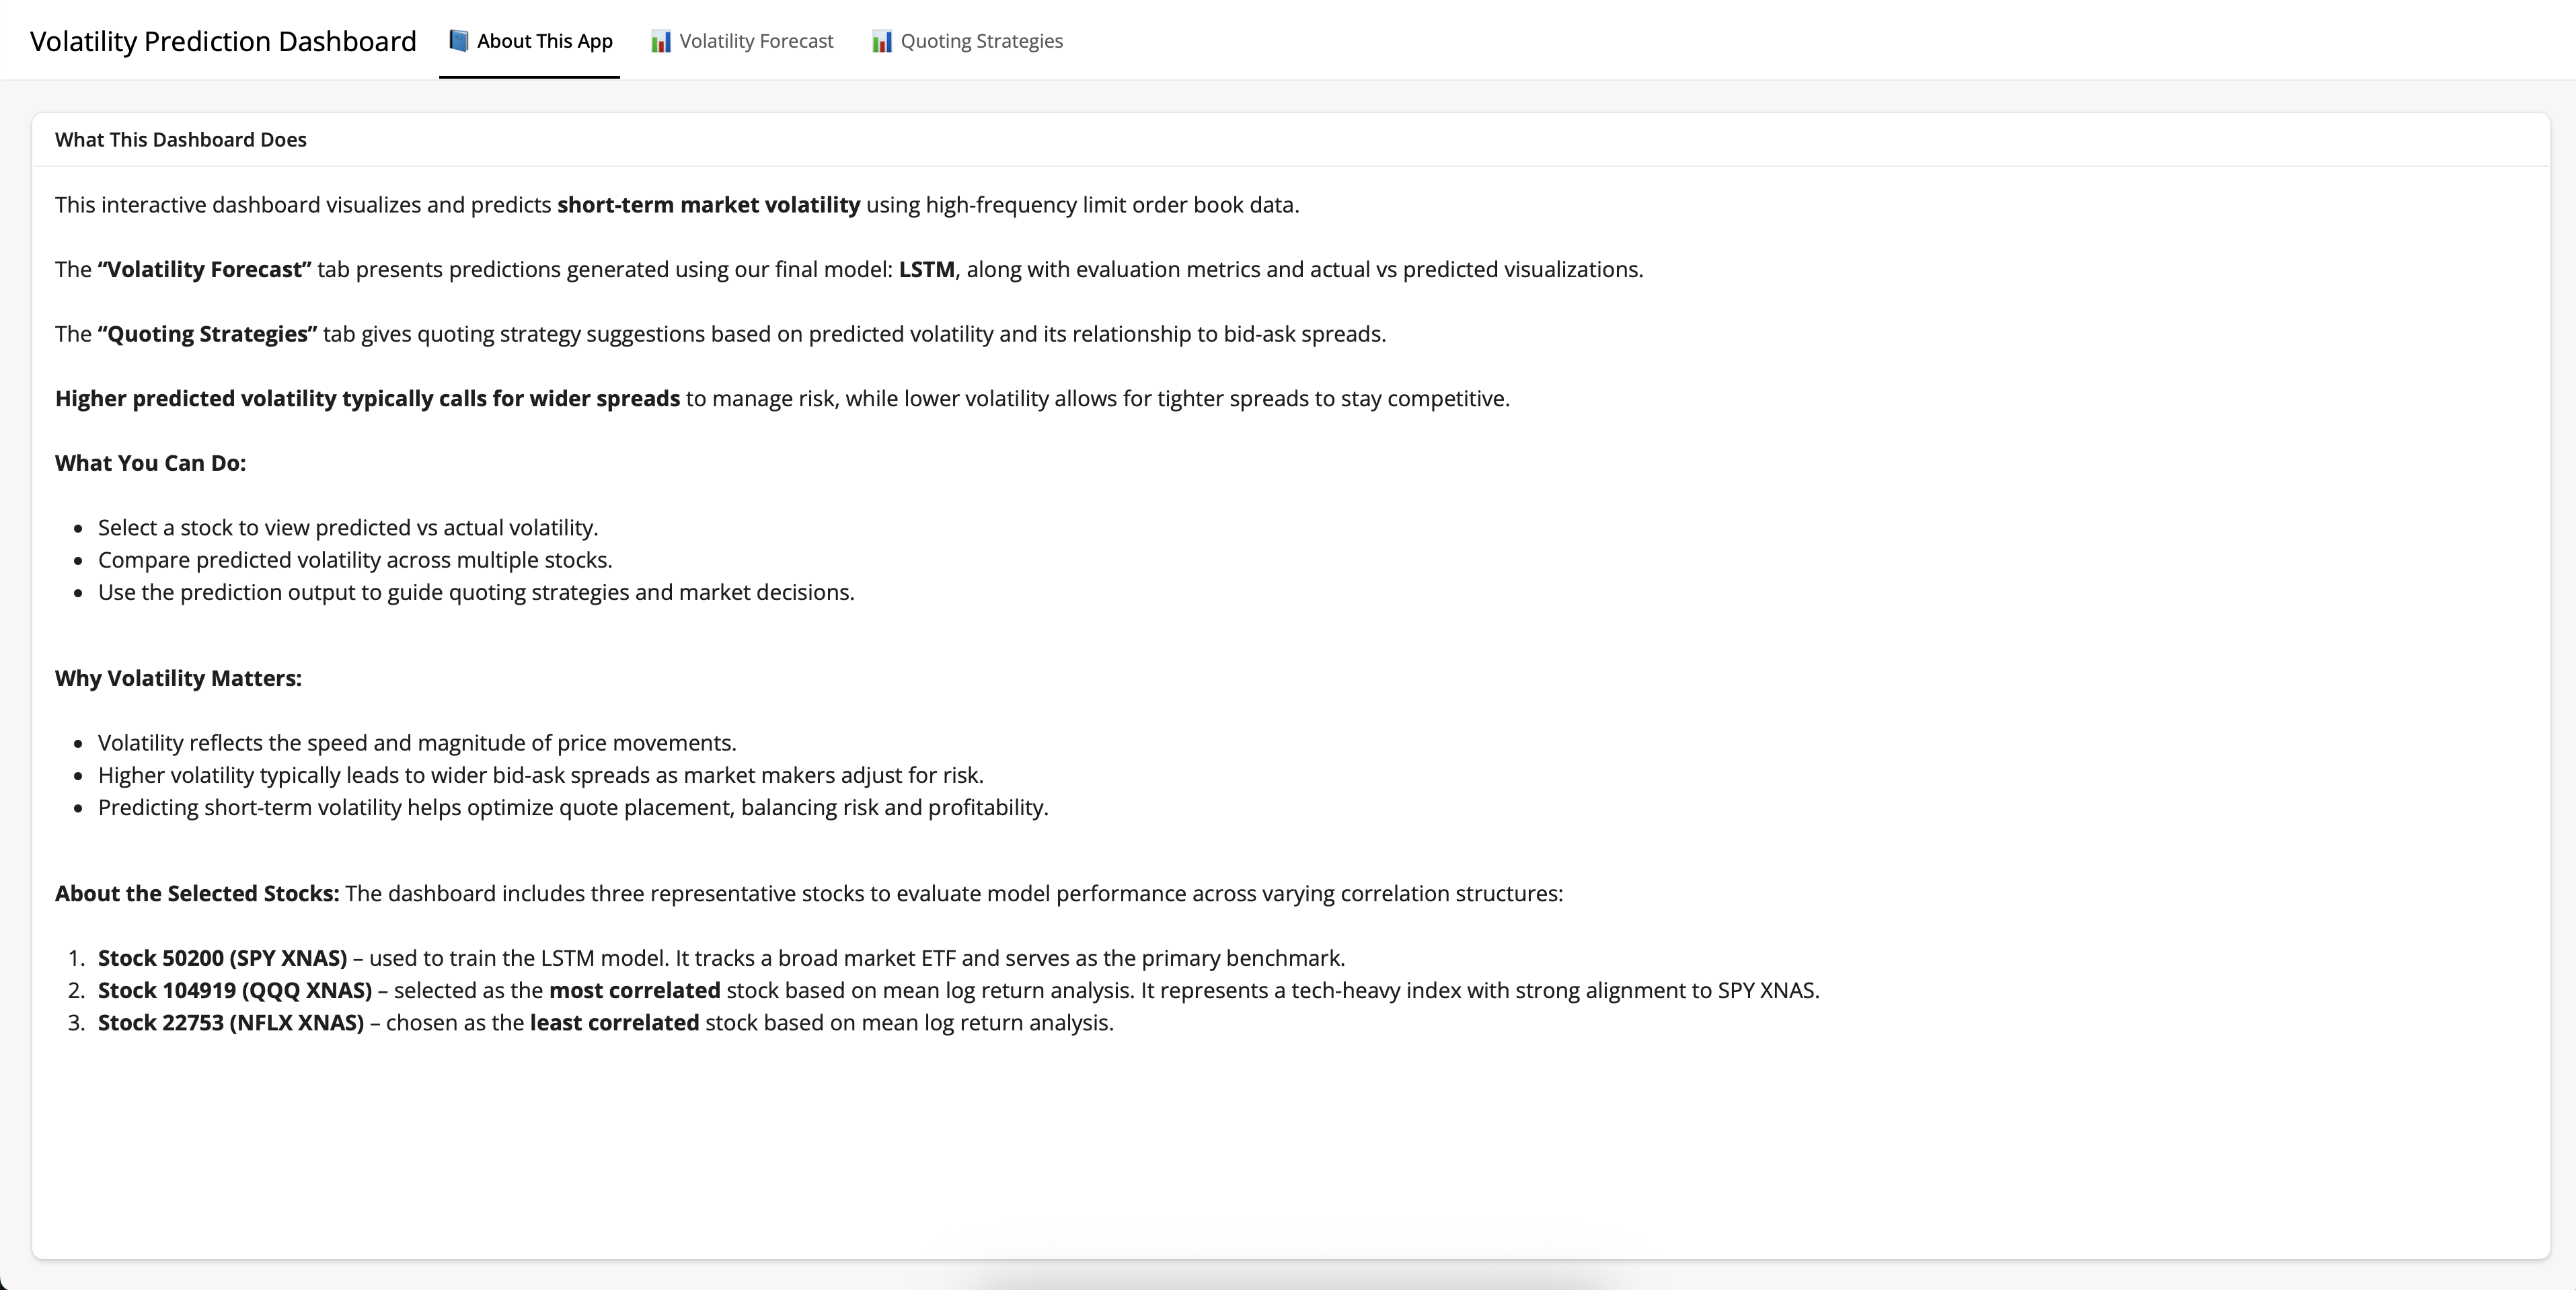 Volatility Prediction Dashboard
About This App
Volatility Forecast
Quoting Strategies
What This Dashboard Does
This interactive dashboard visualizes and predicts short-term market volatility using high-frequency limit order book data.
The “Volatility Forecast” tab presents predictions generated using our final model: LSTM, along with evaluation metrics and actual vs predicted visualizations.
The “Quoting Strategies” tab gives quoting strategy suggestions based on predicted volatility and its relationship to bid-ask spreads.
Higher predicted volatility typically calls for wider spreads to manage risk, while lower volatility allows for tighter spreads to stay competitive.
What You Can Do:
• Select a stock to view predicted vs actual volatility.
• Compare predicted volatility across multiple stocks.
• Use the prediction output to guide quoting strategies and market decisions.
Why Volatility Matters:
• Volatility reflects the speed and magnitude of price movements.
• Higher volatility typically leads to wider bid-ask spreads as market makers adjust for risk.
• Predicting short-term volatility helps optimize quote placement, balancing risk and profitability.
About the Selected Stocks: The dashboard includes three representative stocks to evaluate model performance across varying correlation structures:
1. Stock 50200 (SPY XNAS) – used to train the LSTM model. It tracks a broad market ETF and serves as the primary benchmark.
2. Stock 104919 (QQQ XNAS) – selected as the most correlated stock based on mean log return analysis. It represents a tech-heavy index with strong alignment to SPY XNAS.
3. Stock 22753 (NFLX XNAS) – chosen as the least correlated stock based on mean log return analysis.